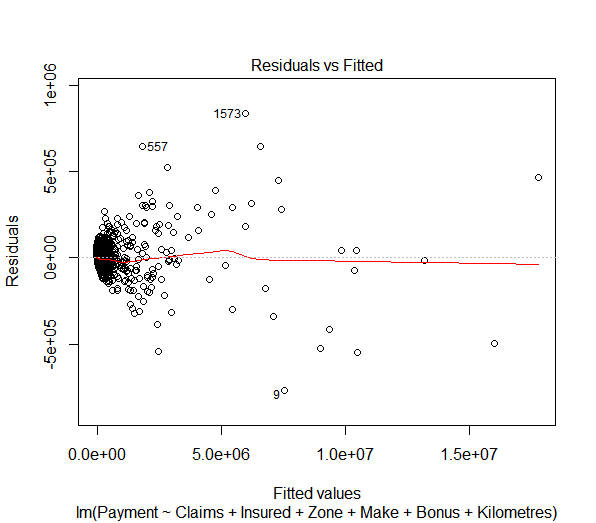 Residuals vs Fitted
Residuals
1e+06
5e+05
0e+00
-5e+05
1573
557
9
0.0e+00 5.0e+06 1.0e+07 1.5e+07
Fitted values
lm(Payment ~ Claims + Insured + Zone + Make + Bonus + Kilometres)